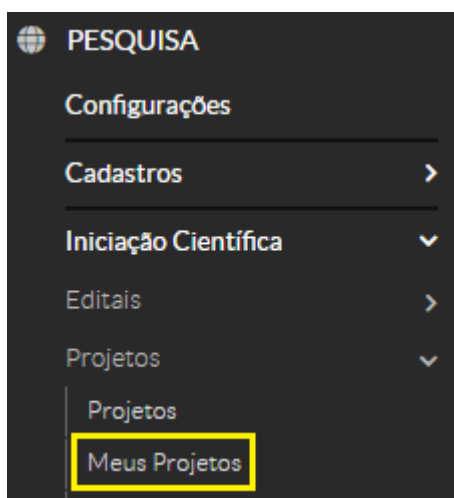 PESQUISA
Configurações
Cadastros
Iniciação Científica
Editais
Projetos
Projetos
Meus Projetos